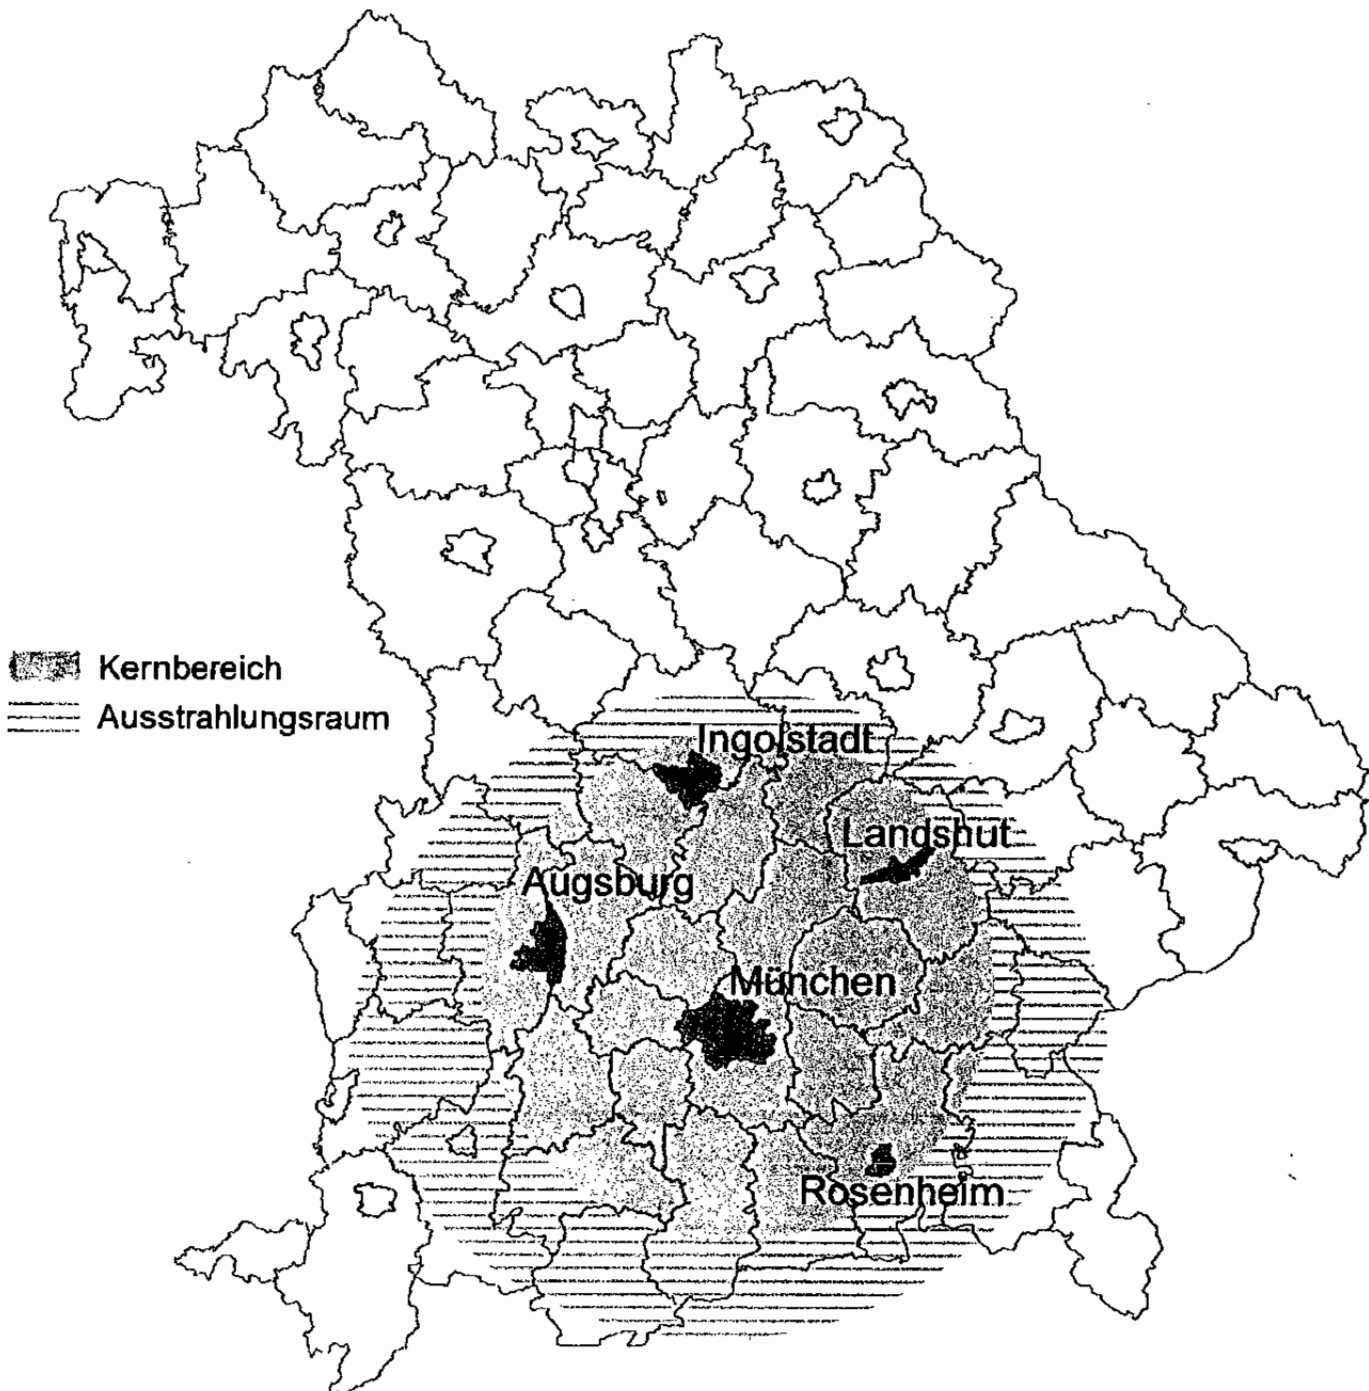 Kernbereich
Ausstrahlungsraum
Ingolstadt
Landshut
Augsburg
München
Rosenheim